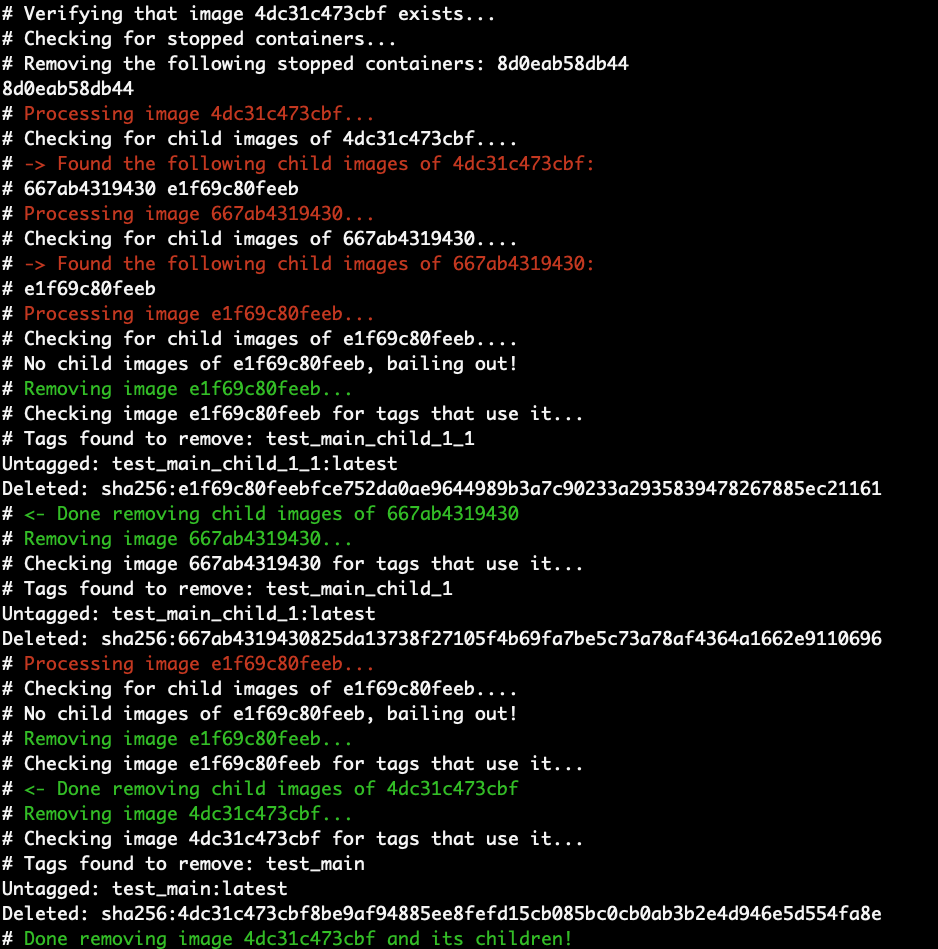 # Verifying that image 4dc31c473cbf exists...
# Checking for stopped containers...
# Removing the following stopped containers: 8d0eab58db44
8d0eab58db44
# Processing image 4dc31c473cbf...
# Checking for child images of 4dc31c473cbf....
# -> Found the following child images of 4dc31c473cbf:
# 667ab4319430 e1f69c80feeb
# Processing image 667ab4319430...
# Checking for child images of 667ab4319430....
# -> Found the following child images of 667ab4319430:
# e1f69c80feeb
# Processing image e1f69c80feeb...
# Checking for child images of e1f69c80feeb....
# No child images of e1f69c80feeb, bailing out!
# Removing image e1f69c80feeb...
# Checking image e1f69c80feeb for tags that use it...
# Tags found to remove: test_main_child_1_1
Untagged: test_main_child_1_1:latest
Deleted: sha256:e1f69c80feebfce752da0ae9644989b3a7c90233a2935839478267885ec21161
# <- Done removing child images of 667ab4319430
# Removing image 667ab4319430...
# Checking image 667ab4319430 for tags that use it...
# Tags found to remove: test_main_child_1
Untagged: test_main_child_1:latest
Deleted: sha256:667ab4319430825da13738f27105f4b69fa7be5c73a78af4364a1662e9110696
# Processing image e1f69c80feeb...
# Checking for child images of e1f69c80feeb....
# No child images of e1f69c80feeb, bailing out!
# Removing image e1f69c80feeb...
# Checking image e1f69c80feeb for tags that use it...
# <- Done removing child images of 4dc31c473cbf
# Removing image 4dc31c473cbf...
# Checking image 4dc31c473cbf for tags that use it...
# Tags found to remove: test_main
Untagged: test_main:latest
Deleted: sha256:4dc31c473cbf8be9af94885ee8fefd15cb085bc0cb0ab3b2e4d946e5d554fa8e
# Done removing image 4dc31c473cbf and its children!